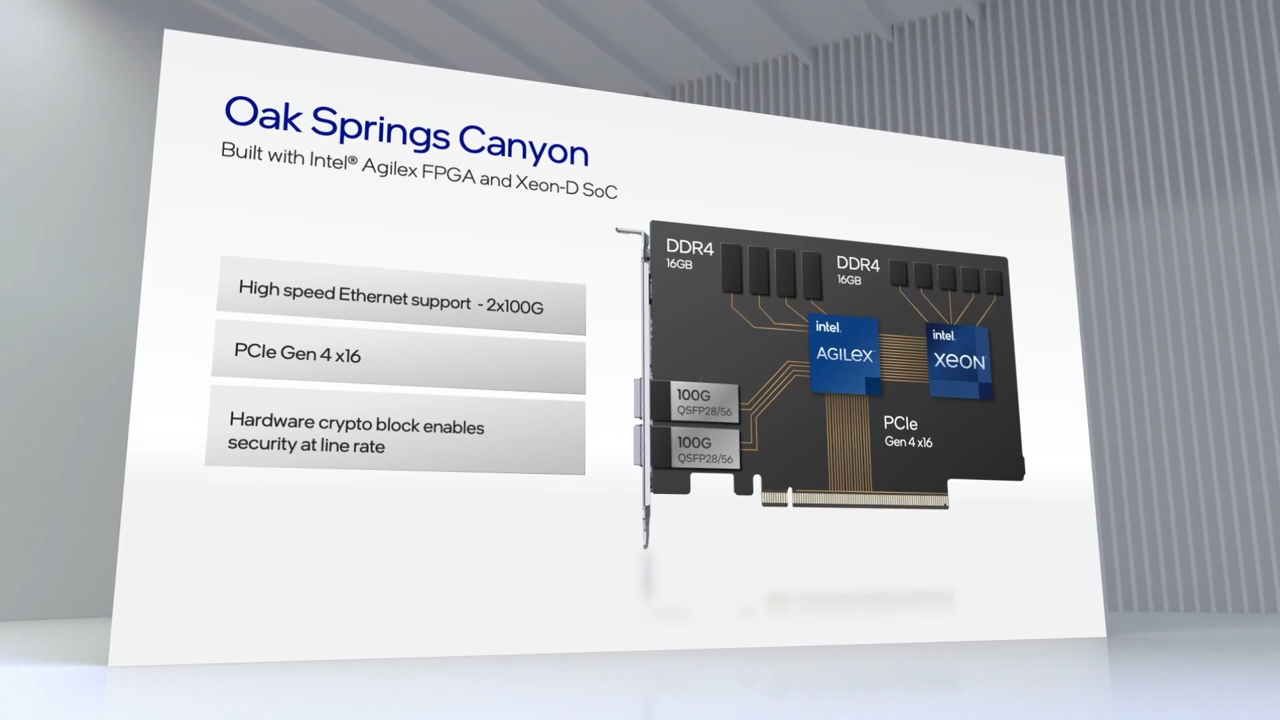 Oak Springs Canyon
Built with Intel® Agilex FPGA and Xeon-D SoC
High speed Ethernet support - 2x100G
PCIe Gen 4 x16
Hardware crypto block enables
security at line rate
DDR4
16GB
DDR4
16GB
intel.
AGILEX™
intel.
XEON®
100G
QSFP28/56
100G
QSFP28/56
PCIe
Gen 4 x16